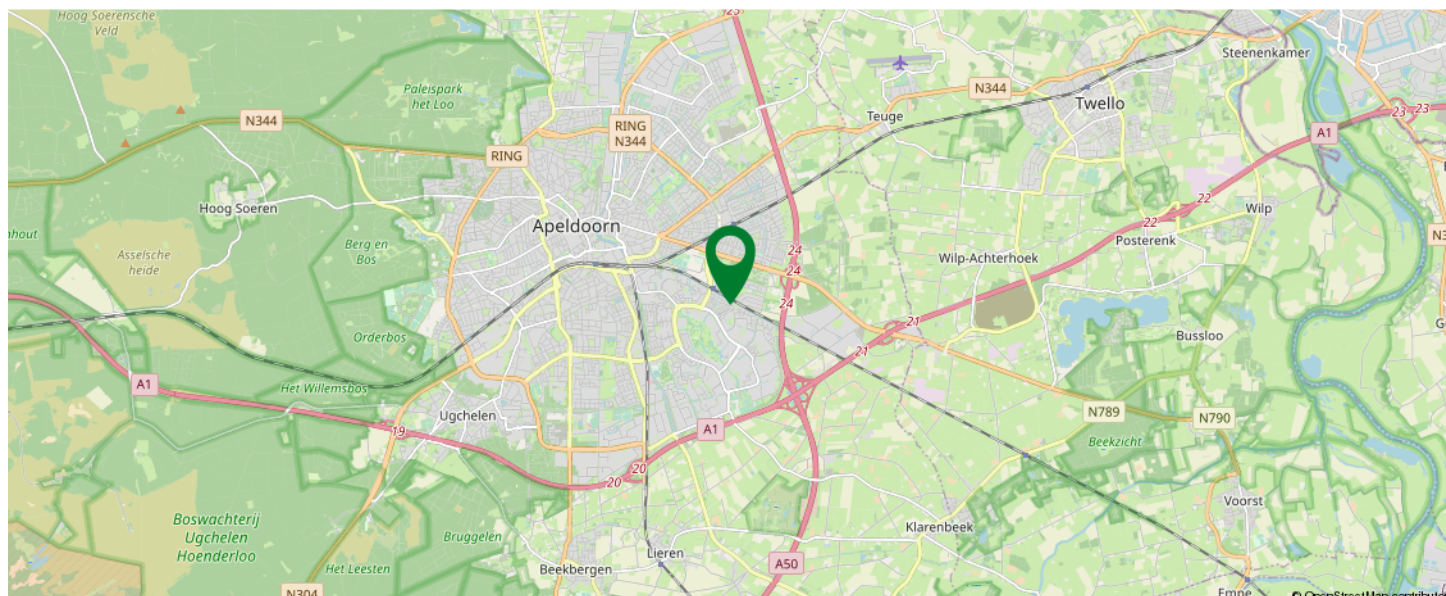 Hoog Soerensche
Veld
23
Steenenkamer
Paleispark
het Loo
N344
Twello
Teuge
N344
RING
N344
A1
23
23
RING
Hoog Soeren
22
Wilp
22
Apeldoorn
Posterenk
Berg en
Bos
Asselsche
heide
24
Wilp-Achterhoek
24
24
21
Bussloo
Orderbos
21
A1
Het Willemsbos
Ugchelen
19
A1
N789
N790
Beekzicht
20
20
Voorst
Boswachterij
Ugchelen
Hoenderloo
Bruggelen
Klarenbeek
Lieren
Het Leesten
Beekbergen
A50
N304
Empe